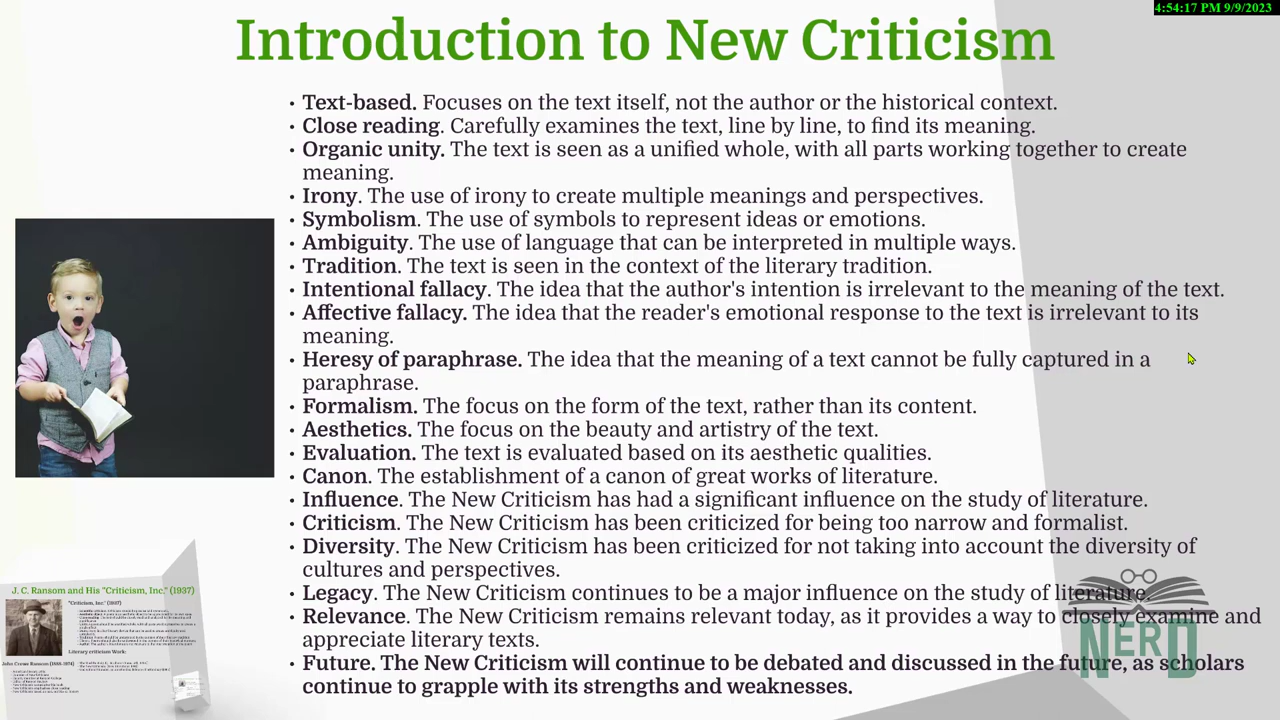 4:54:17 PM 9/9/2023
Introduction to New Criticism
• Text-based. Focuses on the text itself, not the author or the historical context.
• Close reading. Carefully examines the text, line by line, to find its meaning.
• Organic unity. The text is seen as a unified whole, with all parts working together to create
meaning.
• Irony. The use of irony to create multiple meanings and perspectives.
• Symbolism. The use of symbols to represent ideas or emotions.
• Ambiguity. The use of language that can be interpreted in multiple ways.
• Tradition. The text is seen in the context of the literary tradition.
• Intentional fallacy. The idea that the author's intention is irrelevant to the meaning of the text.
• Affective fallacy. The idea that the reader's emotional response to the text is irrelevant to its
meaning.
• Heresy of paraphrase. The idea that the meaning of a text cannot be fully captured in a
paraphrase.
• Formalism. The focus on the form of the text, rather than its content.
• Aesthetics. The focus on the beauty and artistry of the text.
• Evaluation. The text is evaluated based on its aesthetic qualities.
• Canon. The establishment of a canon of great works of literature.
• Influence. The New Criticism has had a significant influence on the study of literature.
• Criticism. The New Criticism has been criticized for being too narrow and formalist.
• Diversity. The New Criticism has been criticized for not taking into account the diversity of
cultures and perspectives.
• Legacy. The New Criticism continues to be a major influence on the study of literature.
• Relevance. The New Criticism remains relevant today, as it provides a way to closely examine and
appreciate literary texts.
• Future. The New Criticism will continue to be debated and discussed in the future, as scholars
continue to grapple with its strengths and weaknesses.
NERD
J. C. Ransom and His "Criticism, Inc." (1937)
"Criticism, Inc." (1937)
Literary criticism Work:
John Crowe Ransom (1888-1974)